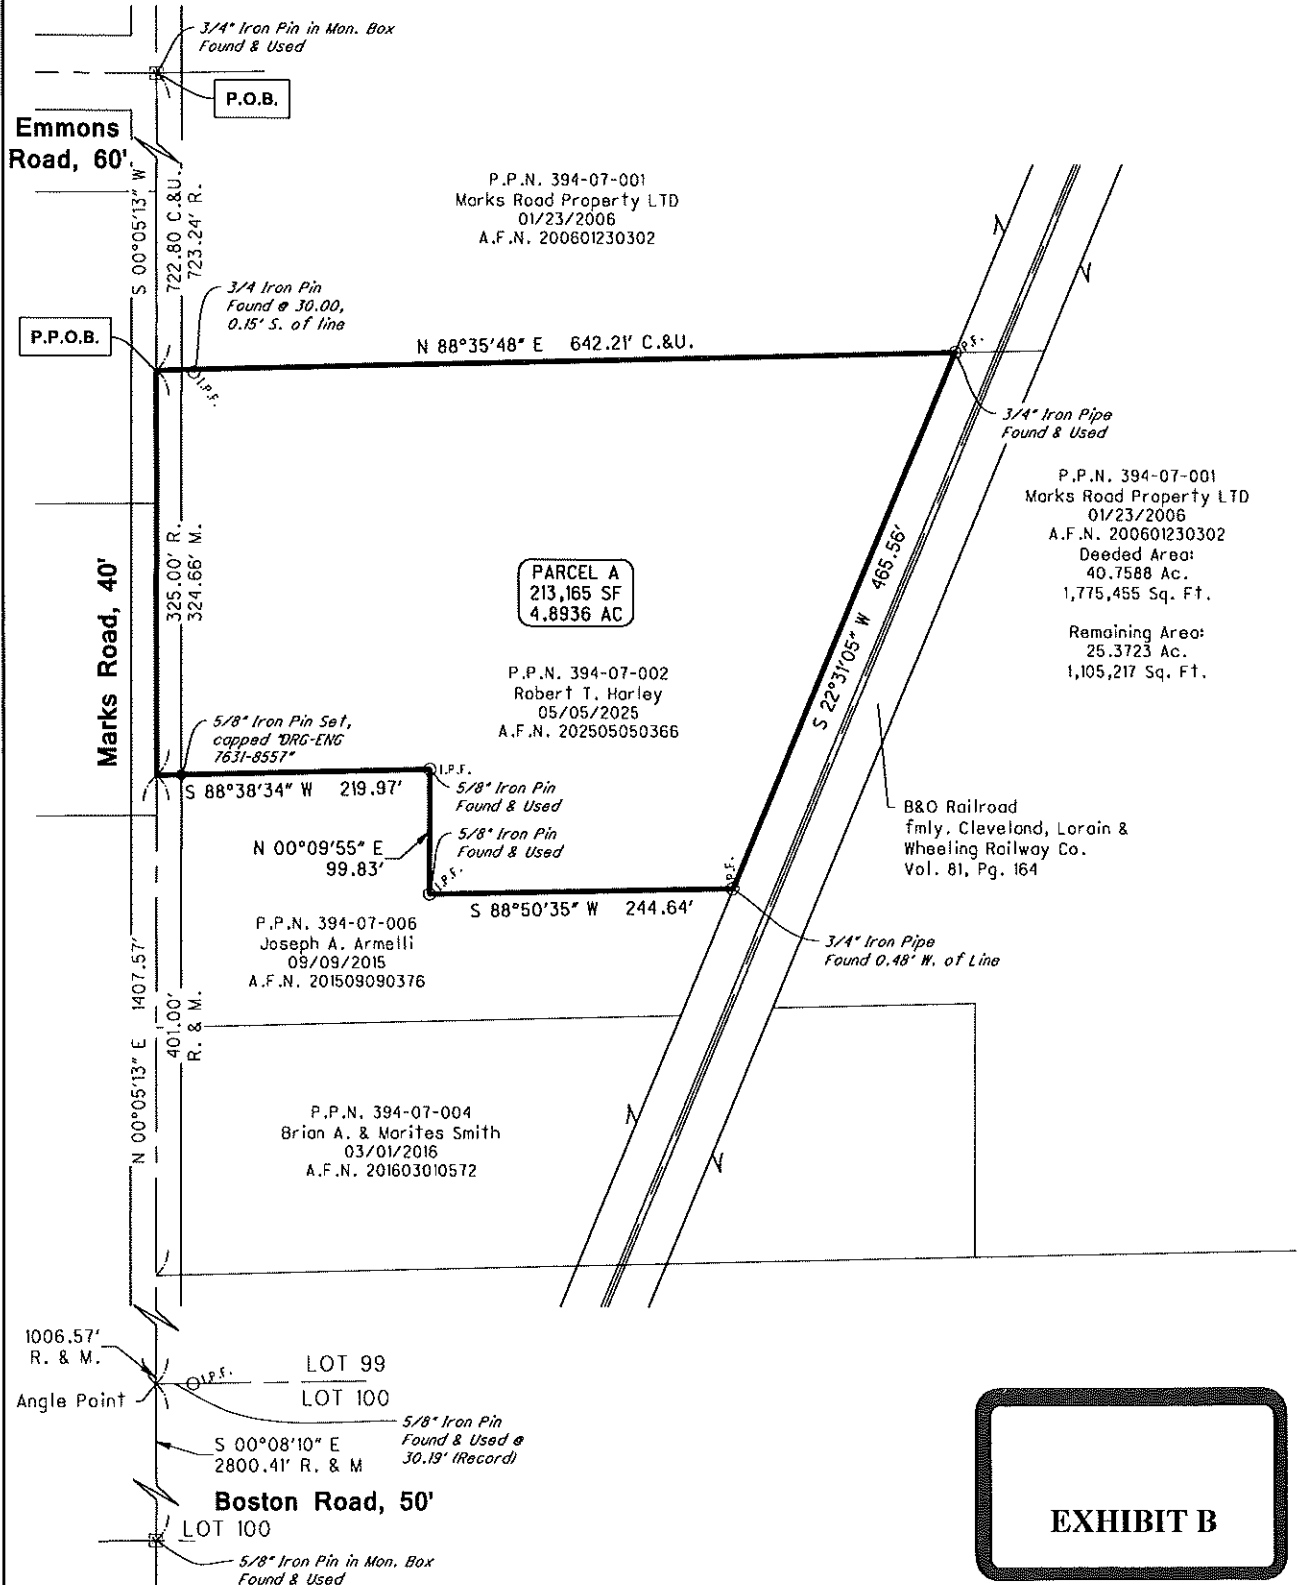 3/4" Iron Pin in Mon. Box
Found & Used
P.O.B.
Emmons
Road, 60'
S 00°05'13" W
722.80 C.&U.
723.24' R.
P.P.N. 394-07-001
Marks Road Property LTD
01/23/2006
A.F.N. 200601230302
3/4 Iron Pin
Found @ 30.00,
0.15' S. of line
P.P.O.B.
I.P.F.
N 88°35'48" E 642.21' C.&U.
P.F.
3/4" Iron Pipe
Found & Used
P.P.N. 394-07-001
Marks Road Property LTD
01/23/2006
A.F.N. 200601230302
Deeded Area:
40.7588 Ac.
1,775,455 Sq. Ft.
Remaining Area:
25.3723 Ac.
1,105,217 Sq. Ft.
Marks Road, 40'
325.00' R.
324.66' M.
PARCEL A
213,165 SF
4.8936 AC
P.P.N. 394-07-002
Robert T. Harley
05/05/2025
A.F.N. 202505050366
S 22°31'05" W 465.56'
5/8" Iron Pin Set,
capped "DRG-ENG
7631-8557"
S 88°38'34" W 219.97'
I.P.F.
5/8" Iron Pin
Found & Used
N 00°09'55" E
99.83'
5/8" Iron Pin
Found & Used
I.P.F.
S 88°50'35" W 244.64'
P.F.
3/4" Iron Pipe
Found 0.48' W. of Line
B&O Railroad
fmly. Cleveland, Lorain &
Wheeling Railway Co.
Vol. 81, Pg. 164
P.P.N. 394-07-006
Joseph A. Armelli
09/09/2015
A.F.N. 201509090376
N 00°05'13" E 1407.57'
401.00'
R. & M.
P.P.N. 394-07-004
Brian A. & Marites Smith
03/01/2016
A.F.N. 201603010572
1006.57'
R. & M.
Angle Point
I.P.F.
LOT 99
LOT 100
5/8" Iron Pin
Found & Used @
30.19' (Record)
S 00°08'10" E
2800.41' R. & M
Boston Road, 50'
LOT 100
5/8" Iron Pin in Mon. Box
Found & Used
EXHIBIT B